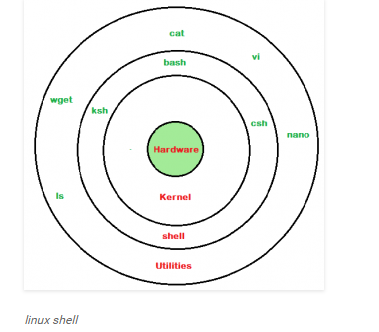 cat
vi
bash
wget
ksh
csh
nano
Hardware
ls
Kernel
shell
Utilities
linux shell